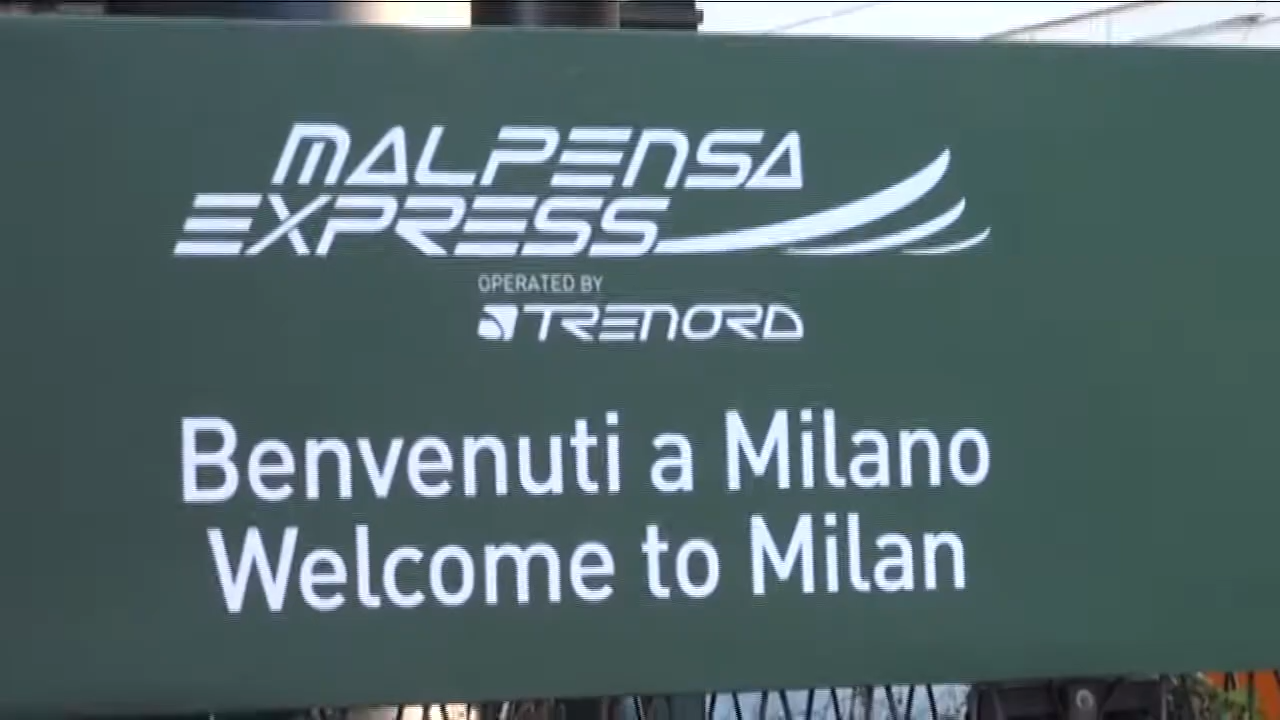 MALPENSA
EXPRESS
OPERATED BY
TRENORD
Benvenuti a Milano
Welcome to Milan